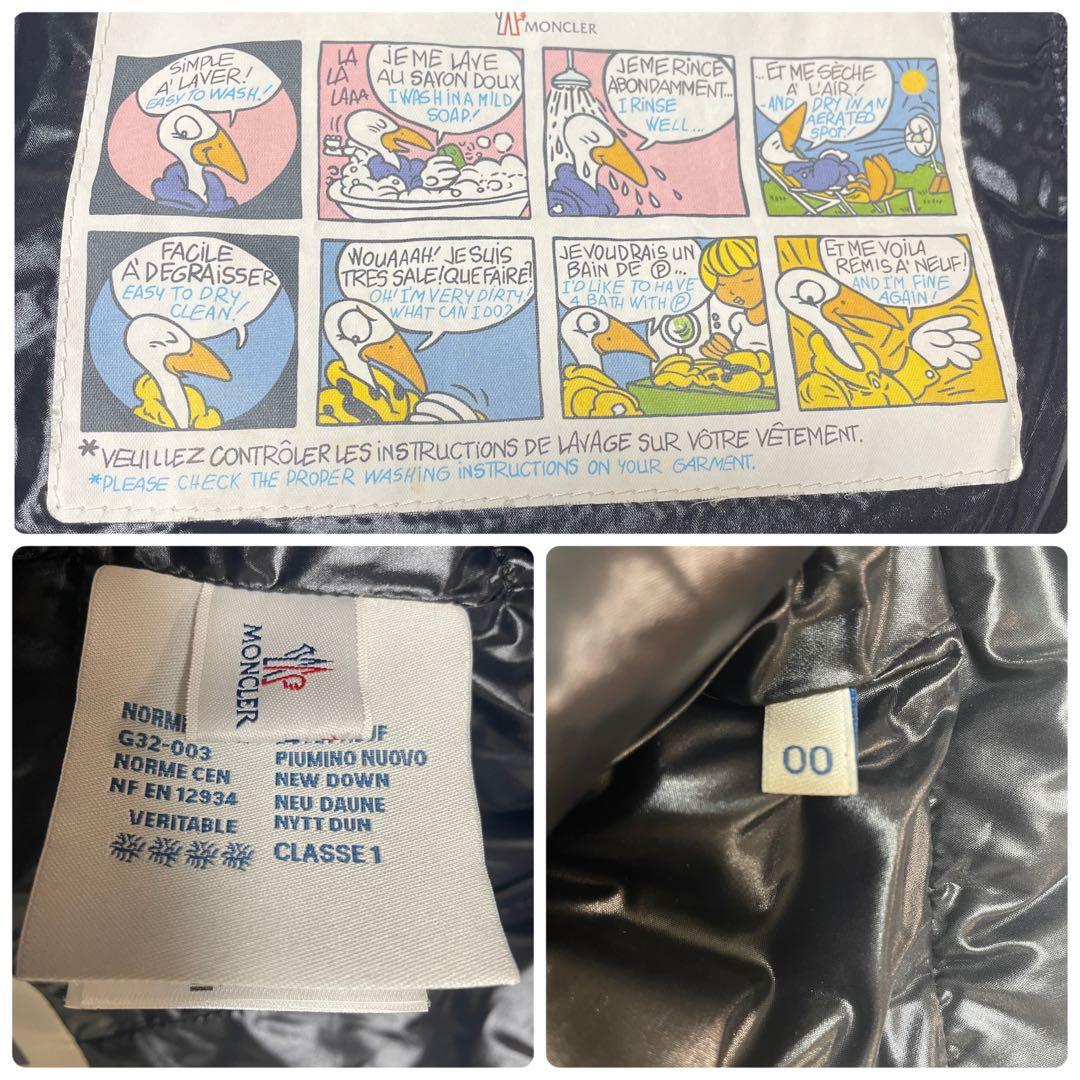 MONCLER
SIMPLE
A' LAVER!
EASY TO WASH!
LA
LA
LAAA
JE ME LAVE
AU SAVON DOUX
I WASH IN A MILD
SOAP!
JE ME RINCE
ABONDAMMENT...
I RINSE
WELL...
...ET ME SÈCHE
A' L'AIR!
-AND DRY IN AN
AERATED
SPOT!
FACILE
A' DEGRAISSER
EASY TO DRY
CLEAN!
WOUAAAH! JE SUIS
TRES SALE! QUE FAIRE?
OH! I'M VERY DIRTY!
WHAT CAN I DO?
JE VOUDRAIS UN
BAIN DE Ⓟ...
I'D LIKE TO HAVE
A BATH WITH Ⓟ
ET ME VOILA
REMIS A' NEUF!
AND I'M FINE
AGAIN!
*VEUILLEZ CONTRÔLER LES INSTRUCTIONS DE LAVAGE SUR VÔTRE VÊTEMENT.
*PLEASE CHECK THE PROPER WASHING INSTRUCTIONS ON YOUR GARMENT.
MONCLER
G32-003
NORME CEN
NF EN 12934
VERITABLE
PIUMINO NUOVO
NEW DOWN
NEU DAUNE
NYTT DUN
CLASSE 1
00